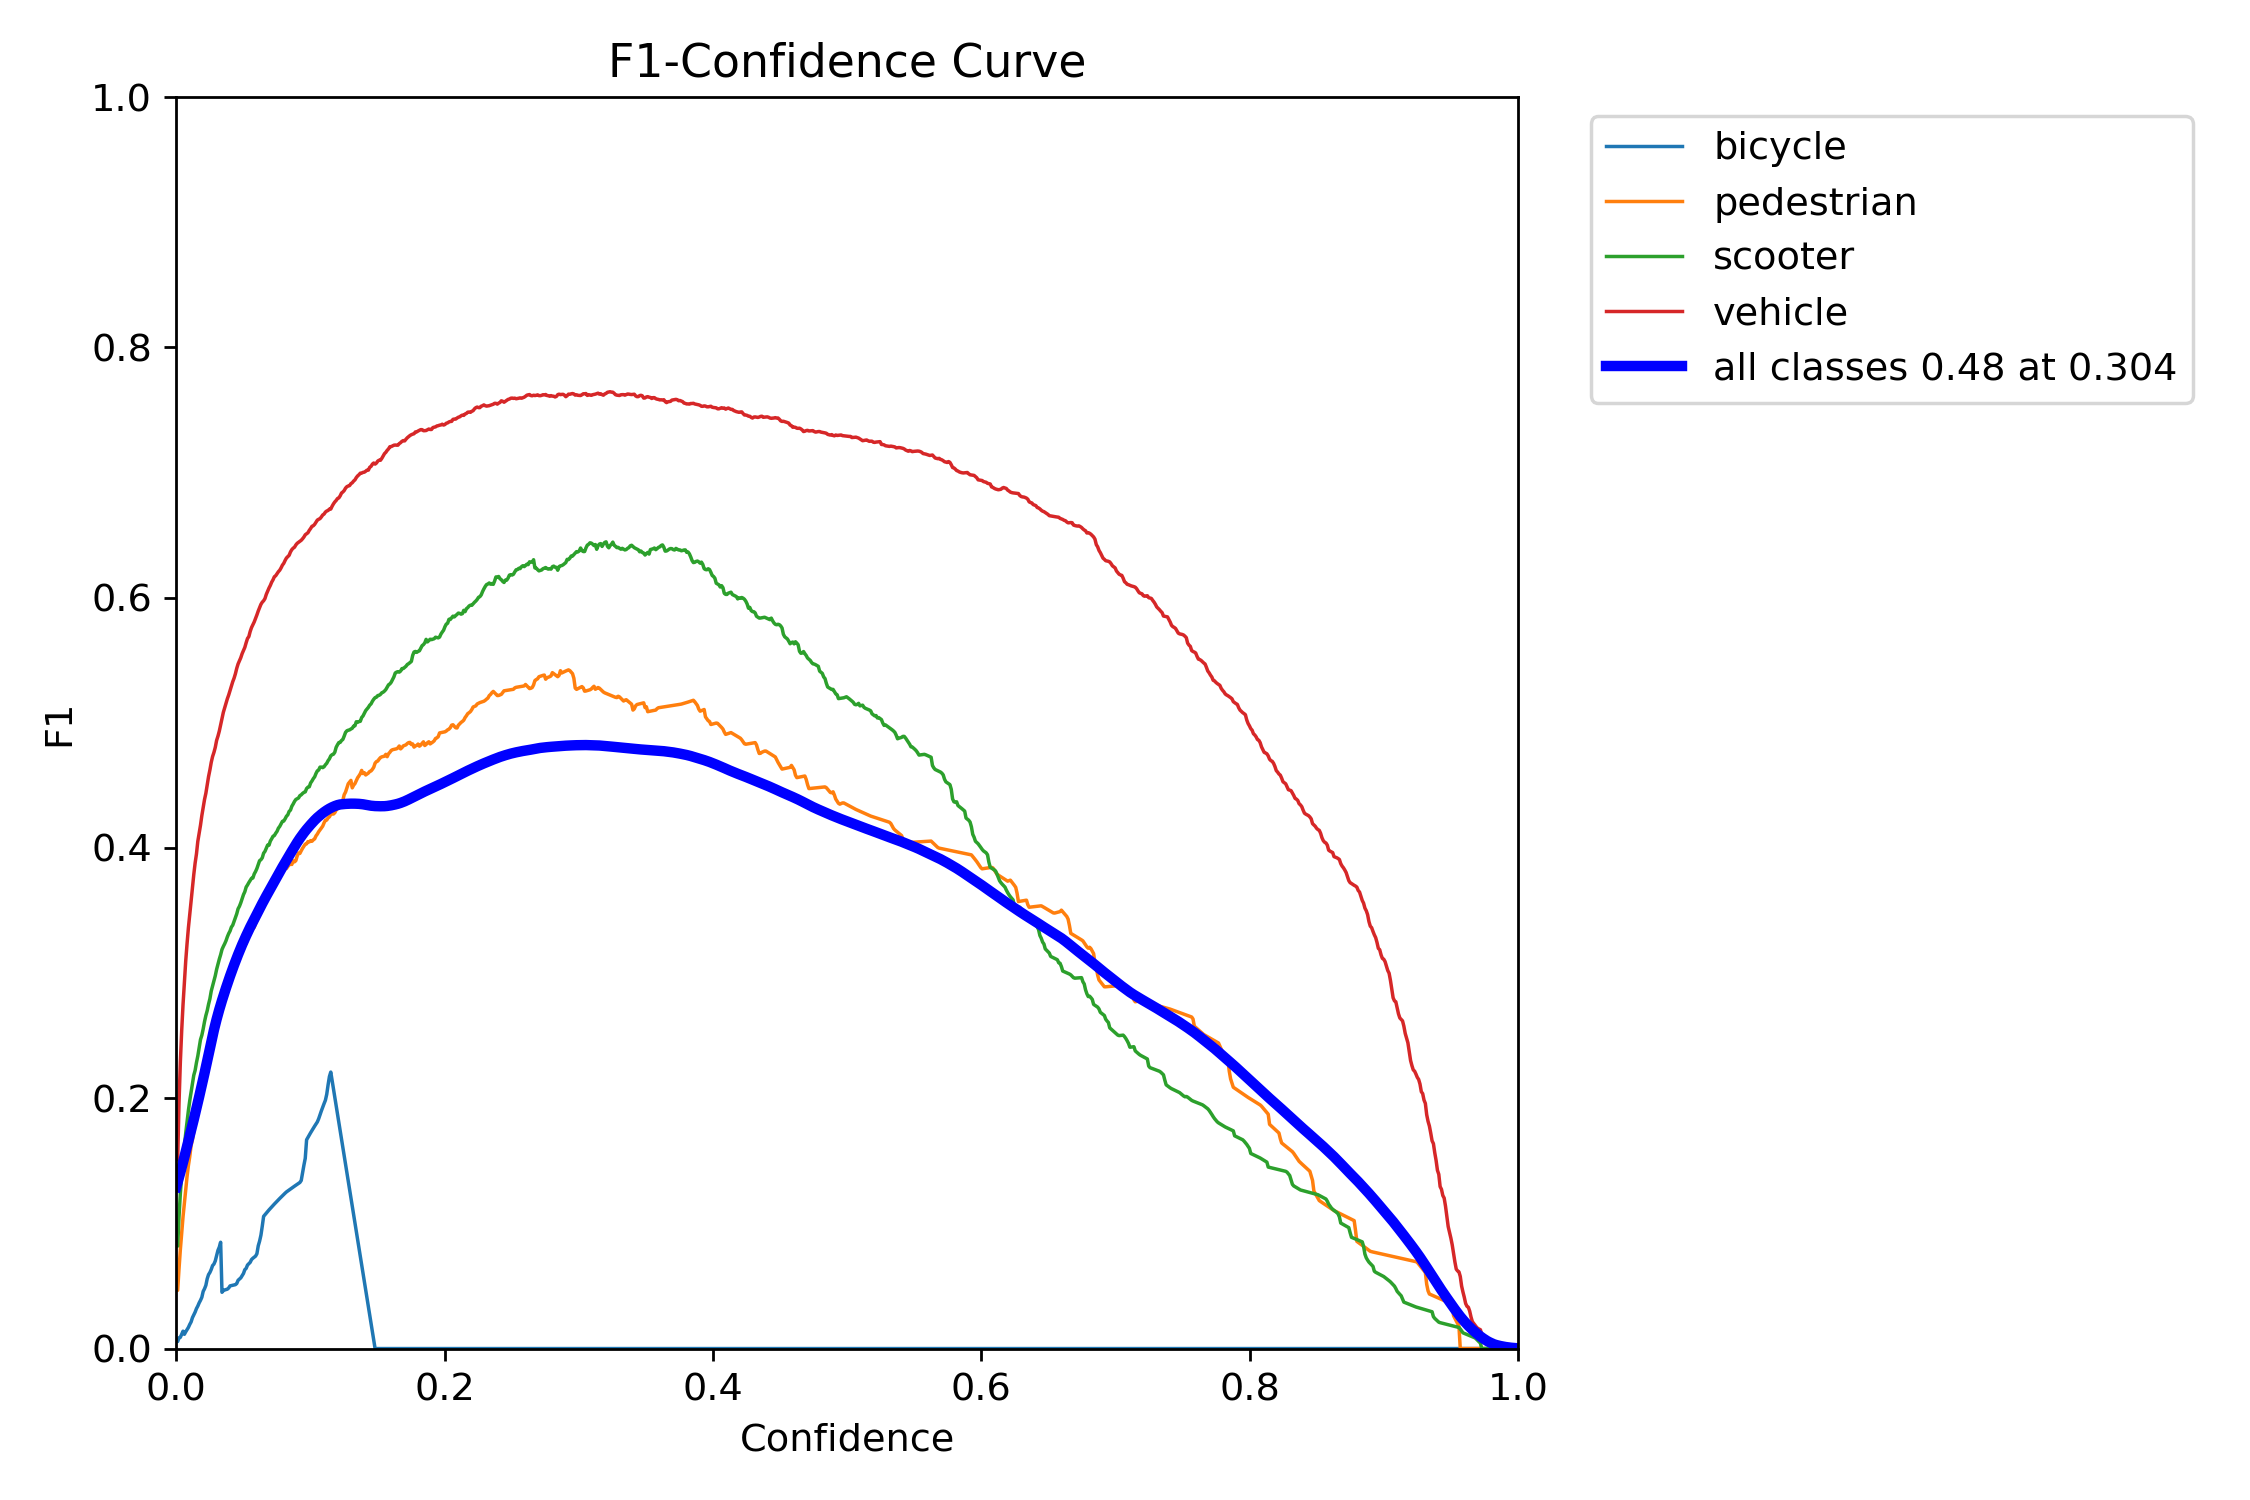 F1-Confidence Curve
1.0
0.8
0.6
0.4
0.2
0.0
F1
0.0 0.2 0.4 0.6 0.8 1.0
Confidence
bicycle
pedestrian
scooter
vehicle
all classes 0.48 at 0.304